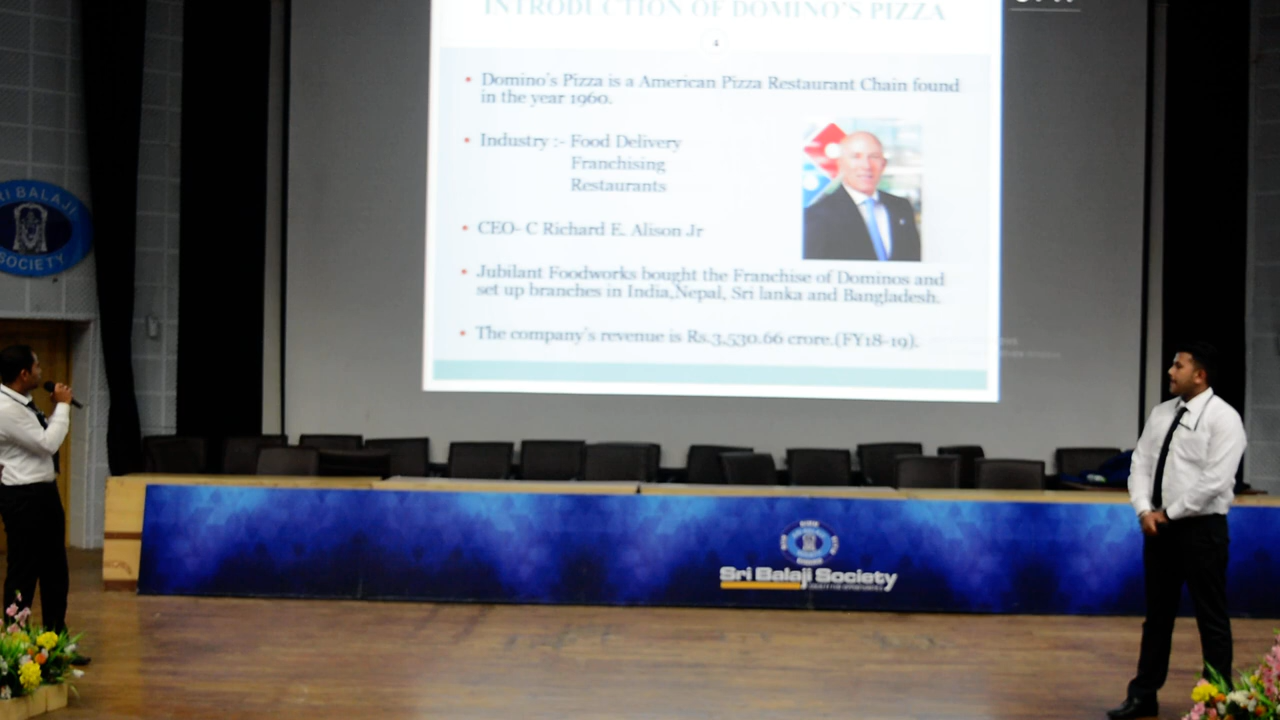 INTRODUCTION OF DOMINO'S PIZZA
4
• Domino's Pizza is a American Pizza Restaurant Chain found
in the year 1960.
• Industry :- Food Delivery
Franchising
Restaurants
• CEO- C Richard E. Alison Jr
• Jubilant Foodworks bought the Franchise of Dominos and
set up branches in India,Nepal, Sri lanka and Bangladesh.
• The company's revenue is Rs.3,530.66 crore.(FY18-19).
RI BALAJI
SOCIETY
Sri Balaji Society